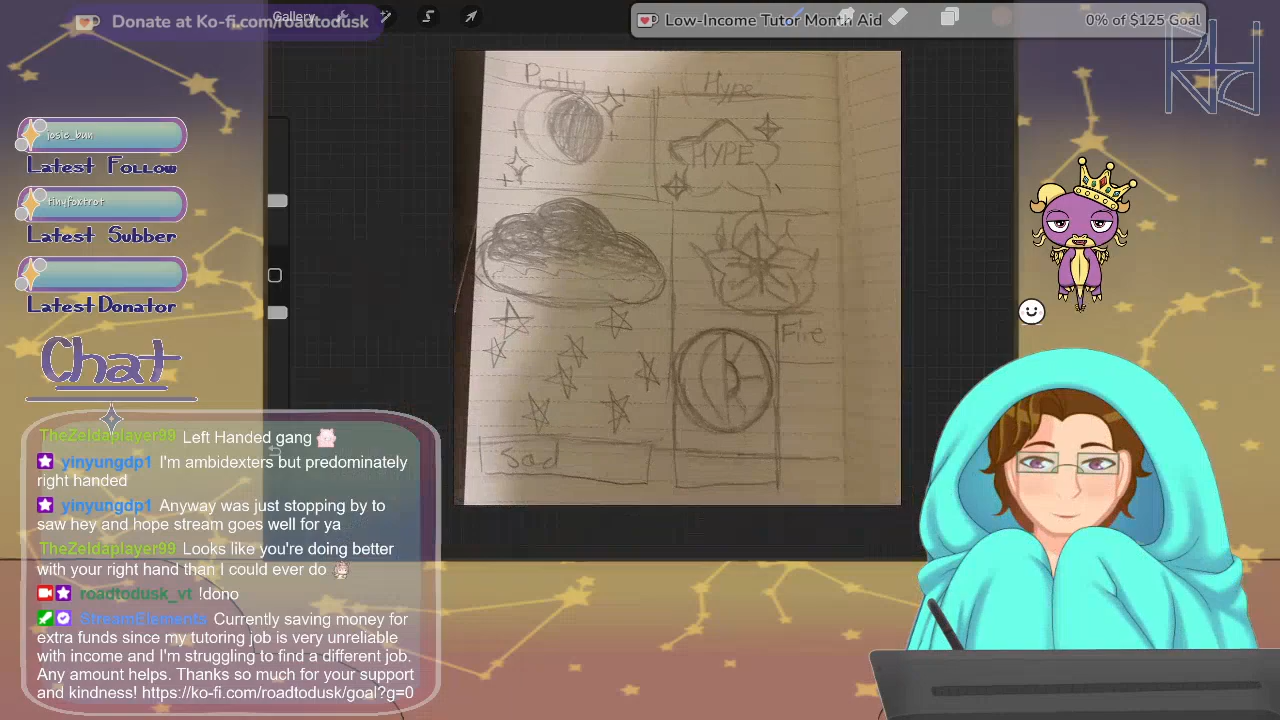 Donate at Ko-fi.com/roadtodusk
Gallery
Low-Income Tutor Month Aid
0% of $125 Goal
josie_bun
Latest Follow
tinyfoxtrot
Latest Subber
Latest Donator
Chat
TheZeldaplayer99 Left Handed gang
yinyungdp1 I'm ambidexters but predominately
right handed
yinyungdp1 Anyway was just stopping by to
saw hey and hope stream goes well for ya
TheZeldaplayer99 Looks like you're doing better
with your right hand than I could ever do
roadtodusk_vt !dono
StreamElements Currently saving money for
extra funds since my tutoring job is very unreliable
with income and I'm struggling to find a different job.
Any amount helps. Thanks so much for your support
and kindness! https://ko-fi.com/roadtodusk/goal?g=0
Pretty
Hype
HYPE
Fire
Sad